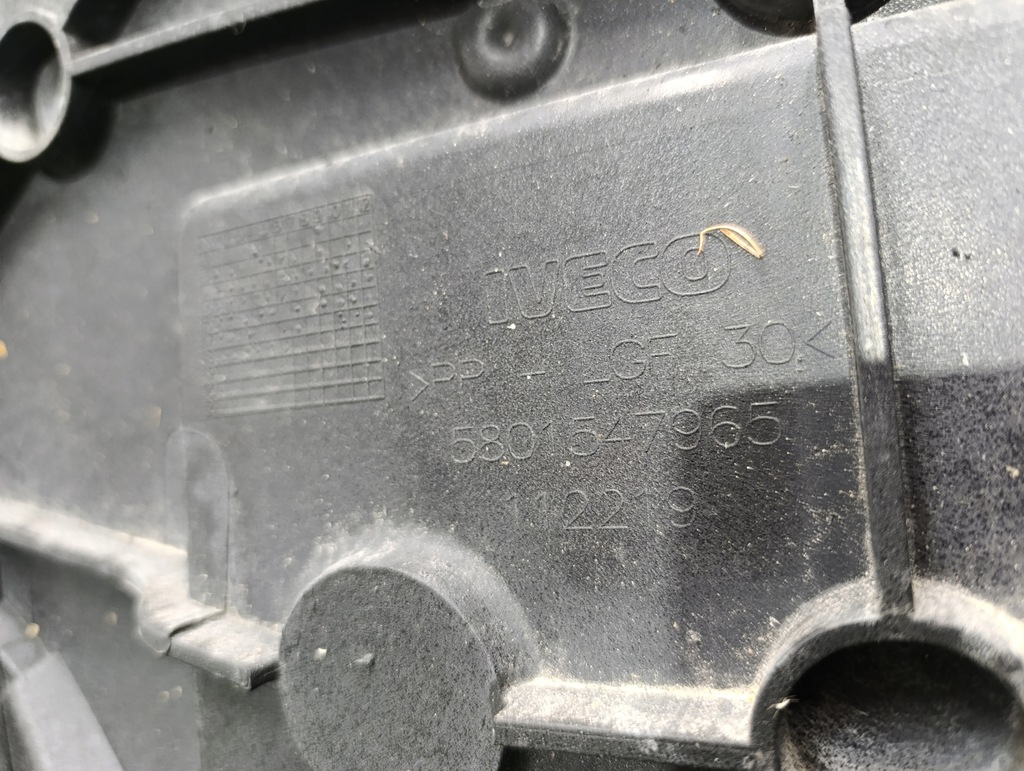 IVECO
>PP - LGF 30<
5801547965
112219